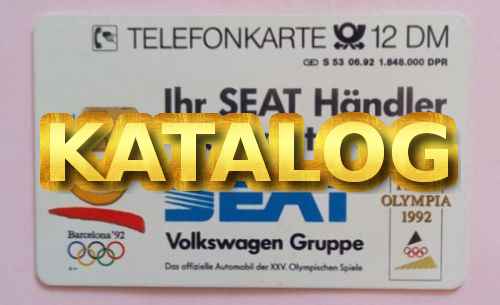 TELEFONKARTE 12 DM
S 53 06.92 1.848.000 DPR
Ihr SEAT Händler
KATALOG
SEAT
OLYMPIA
1992
Barcelona '92
Volkswagen Gruppe
Das offizielle Automobil der XXV. Olympischen Spiele